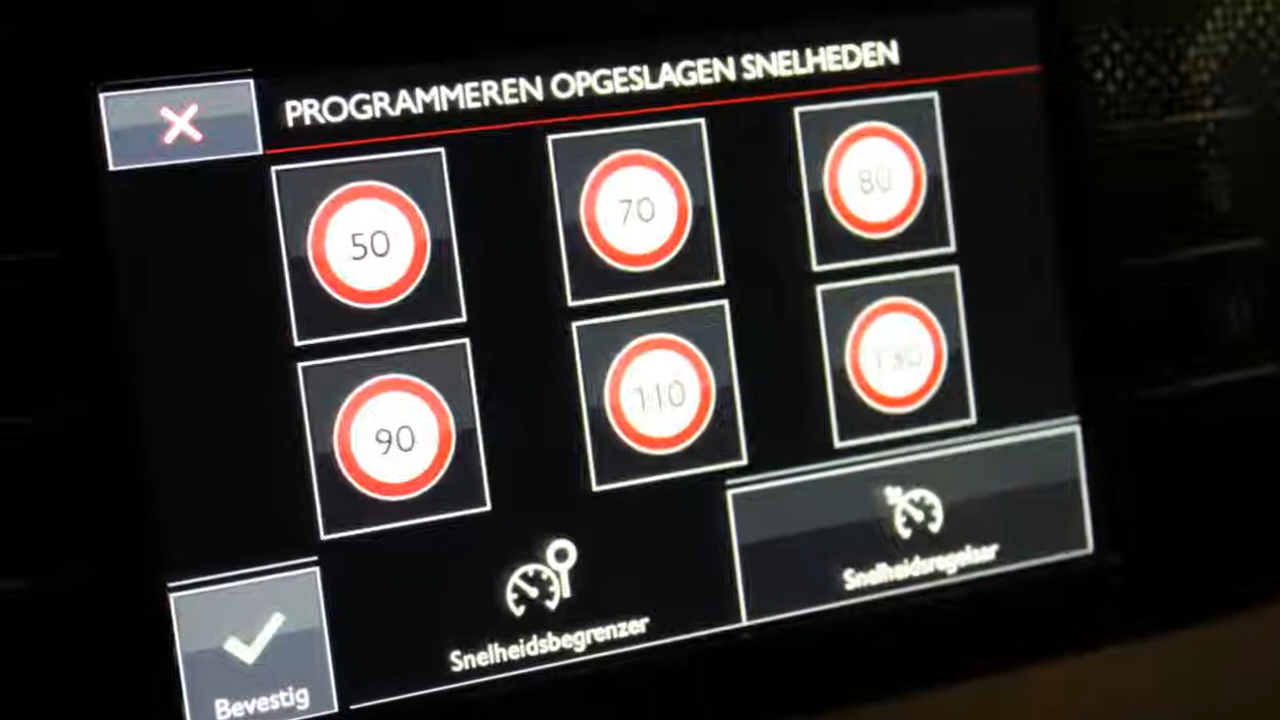 PROGRAMMEREN OPGESLAGEN SNELHEDEN
50
70
80
90
110
130
Snelheidsbegrenzer
Snelheidsregelaar
Bevestig